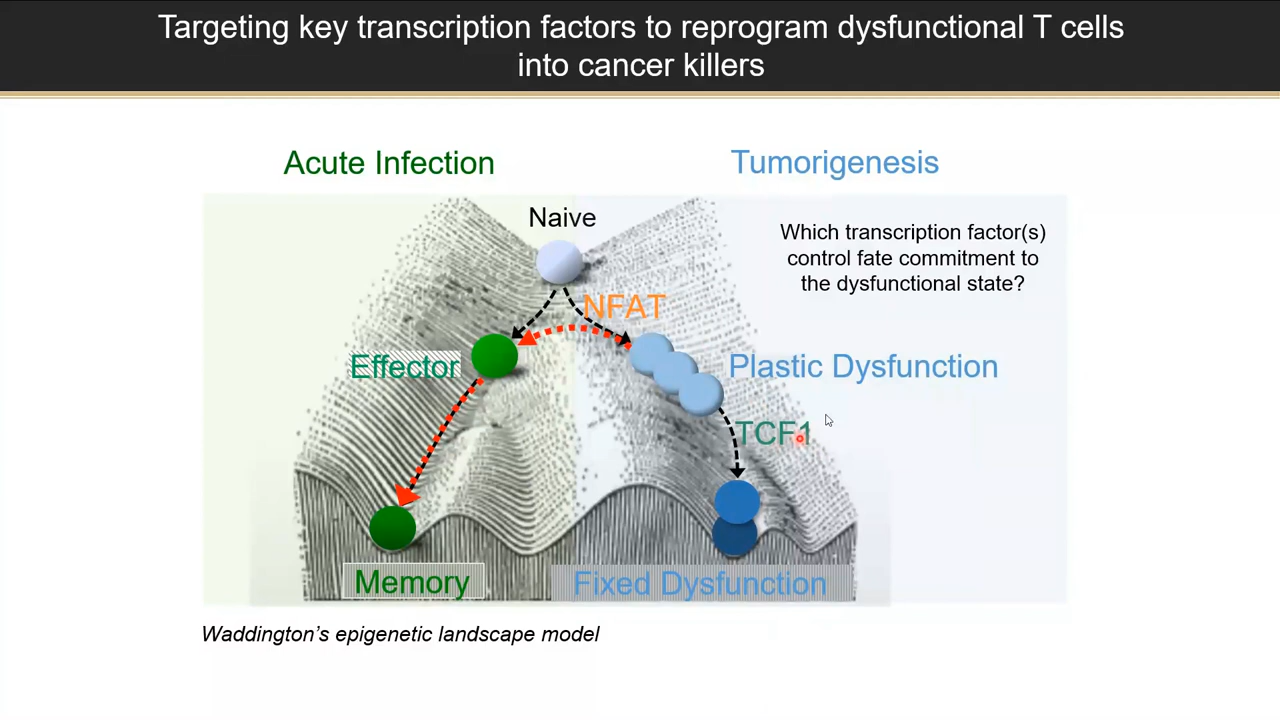 Targeting key transcription factors to reprogram dysfunctional T cells
into cancer killers
Acute Infection
Tumorigenesis
Naive
Which transcription factor(s)
control fate commitment to
the dysfunctional state?
NFAT
Effector
Plastic Dysfunction
TCF1
Memory
Fixed Dysfunction
Waddington's epigenetic landscape model